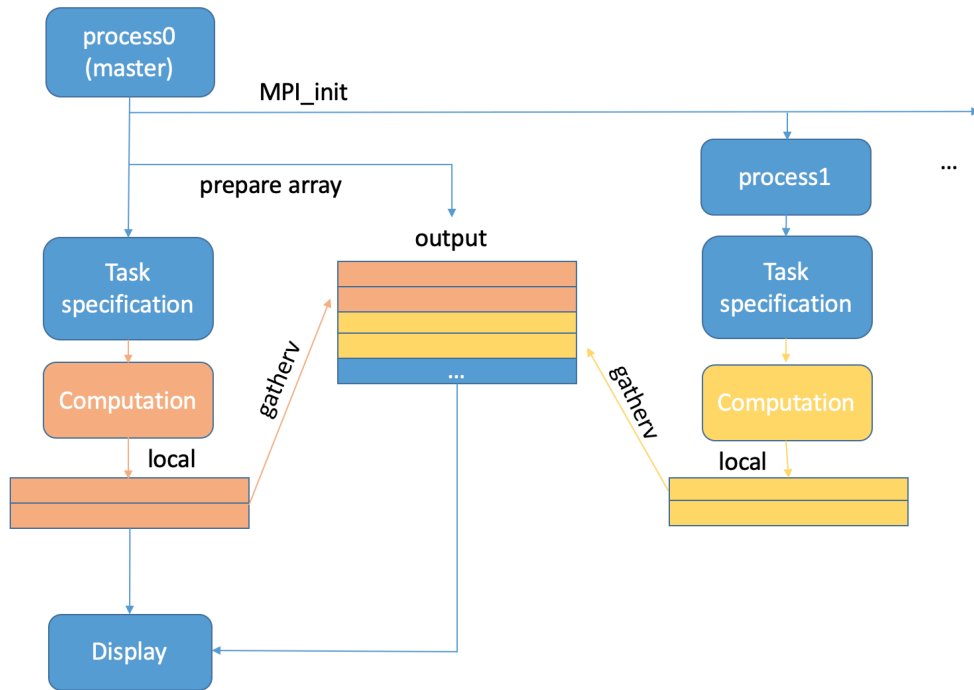 process0
(master)
MPI_init
process1
...
prepare array
output
Task
specification
Task
specification
...
gatherv
gatherv
Computation
Computation
local
local
Display